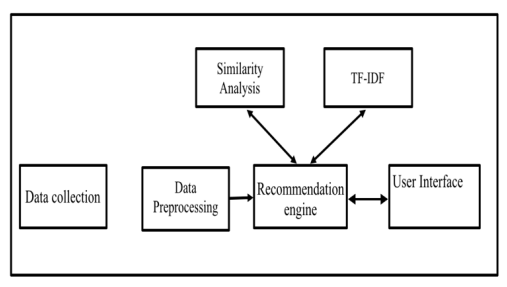 Similarity
Analysis
TF-IDF
Data collection
Data
Preprocessing
Recommendation
engine
User Interface